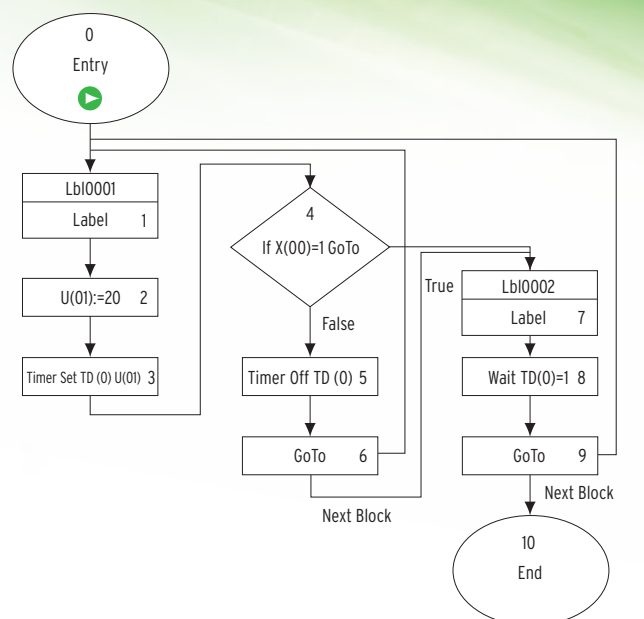 0
Entry
Lbl0001
Label 1
U(01):=20 2
Timer Set TD (0) U(01) 3
4
If X(00)=1 GoTo
True
False
Timer Off TD (0) 5
GoTo 6
Next Block
Lbl0002
Label 7
Wait TD(0)=1 8
GoTo 9
Next Block
10
End